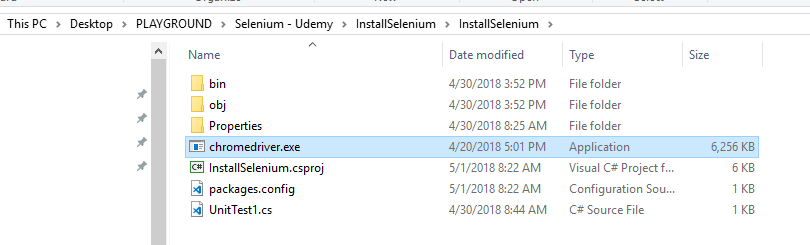 This PC > Desktop > PLAYGROUND > Selenium - Udemy > InstallSelenium > InstallSelenium >
Name Date modified Type Size
bin 4/30/2018 3:52 PM File folder
obj 4/30/2018 3:52 PM File folder
Properties 4/30/2018 8:25 AM File folder
chromedriver.exe 4/20/2018 5:01 PM Application 6,256 KB
InstallSelenium.csproj 5/1/2018 8:22 AM Visual C# Project f... 6 KB
packages.config 5/1/2018 8:22 AM Configuration Sou... 1 KB
UnitTest1.cs 4/30/2018 8:44 AM C# Source File 1 KB